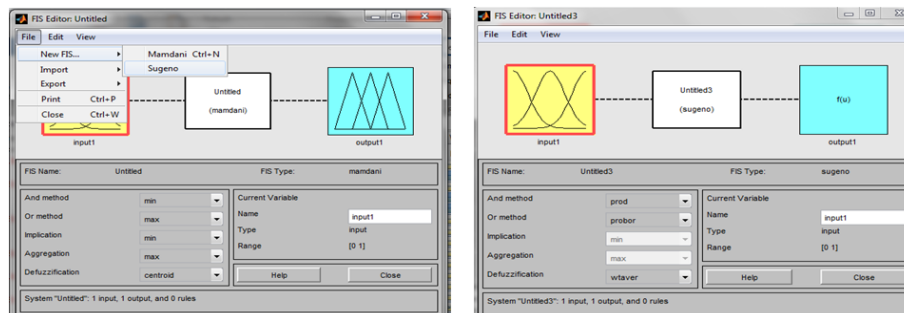 FIS Editor: Untitled
File Edit View
New FIS...
Mamdani Ctrl+N
Sugeno
Import
Export
Print Ctrl+P
Close Ctrl+W
Untitled
(mamdani)
input1
output1
FIS Name: Untitled
FIS Type: mamdani
And method min
Or method max
Implication min
Aggregation max
Defuzzification centroid
Current Variable
Name input1
Type input
Range [0 1]
Help
Close
System "Untitled": 1 input, 1 output, and 0 rules
FIS Editor: Untitled3
File Edit View
Untitled3
(sugeno)
f(u)
input1
output1
FIS Name: Untitled3
FIS Type: sugeno
And method prod
Or method probor
Implication min
Aggregation max
Defuzzification wtaver
Current Variable
Name input1
Type input
Range [0 1]
Help
Close
System "Untitled3": 1 input, 1 output, and 0 rules